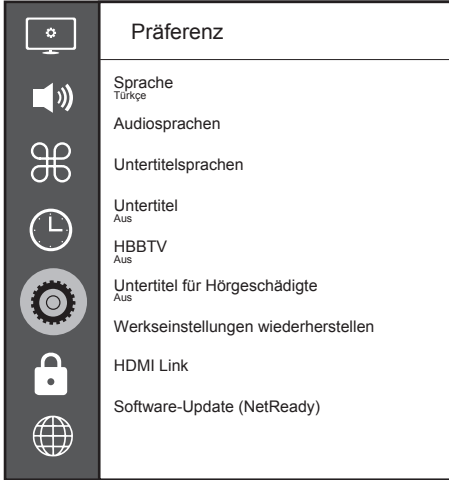 Präferenz
Sprache
Türkçe
Audiosprachen
Untertitelsprachen
Untertitel
Aus
HBBTV
Aus
Untertitel für Hörgeschädigte
Aus
Werkseinstellungen wiederherstellen
HDMI Link
Software-Update (NetReady)